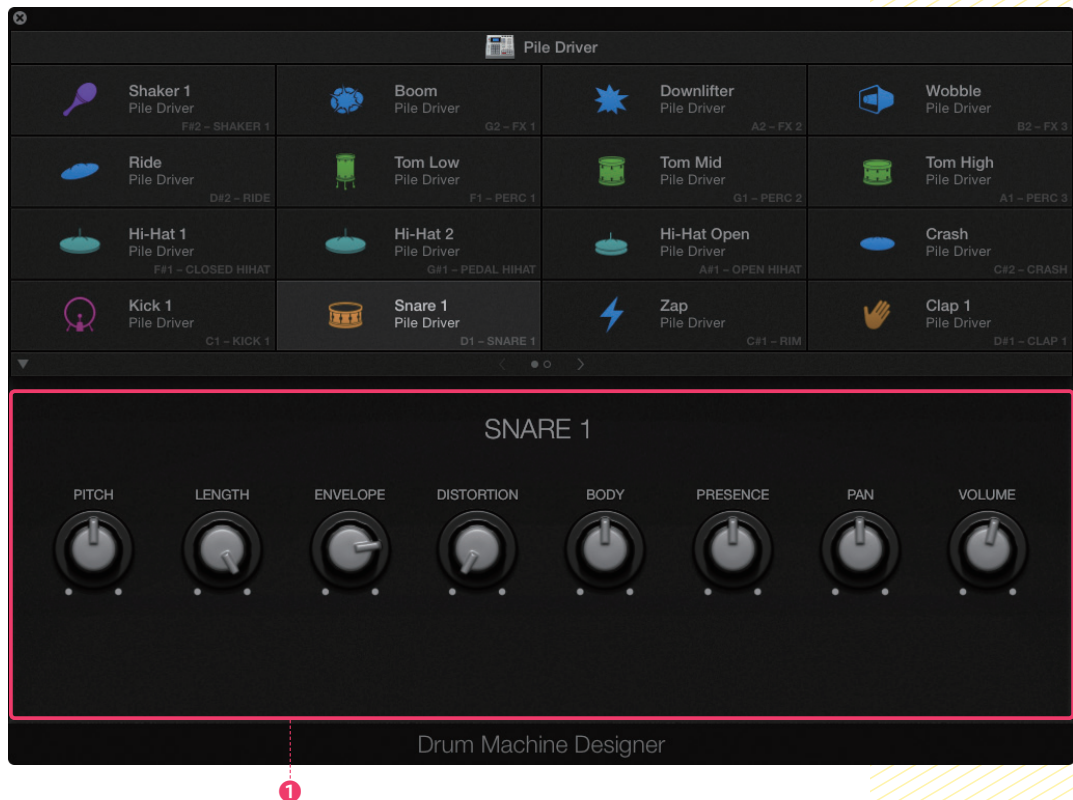 Pile Driver
Shaker 1
Pile Driver
F#2 – SHAKER 1
Boom
Pile Driver
G2 – FX 1
Downlifter
Pile Driver
A2 – FX 2
Wobble
Pile Driver
B2 – FX 3
Ride
Pile Driver
D#2 – RIDE
Tom Low
Pile Driver
F1 – PERC 1
Tom Mid
Pile Driver
G1 – PERC 2
Tom High
Pile Driver
A1 – PERC 3
Hi-Hat 1
Pile Driver
F#1 – CLOSED HIHAT
Hi-Hat 2
Pile Driver
G#1 – PEDAL HIHAT
Hi-Hat Open
Pile Driver
A#1 – OPEN HIHAT
Crash
Pile Driver
C#2 – CRASH
Kick 1
Pile Driver
C1 – KICK 1
Snare 1
Pile Driver
D1 – SNARE 1
Zap
Pile Driver
C#1 – RIM
Clap 1
Pile Driver
D#1 – CLAP 1
SNARE 1
PITCH LENGTH ENVELOPE DISTORTION BODY PRESENCE PAN VOLUME
Drum Machine Designer
1